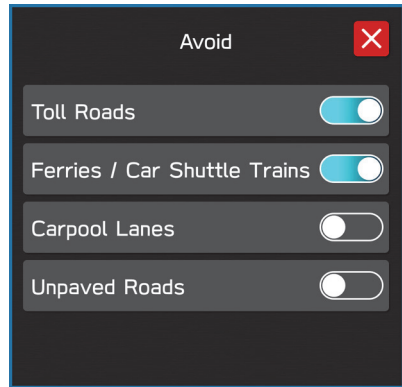 Avoid
Toll Roads
Ferries / Car Shuttle Trains
Carpool Lanes
Unpaved Roads